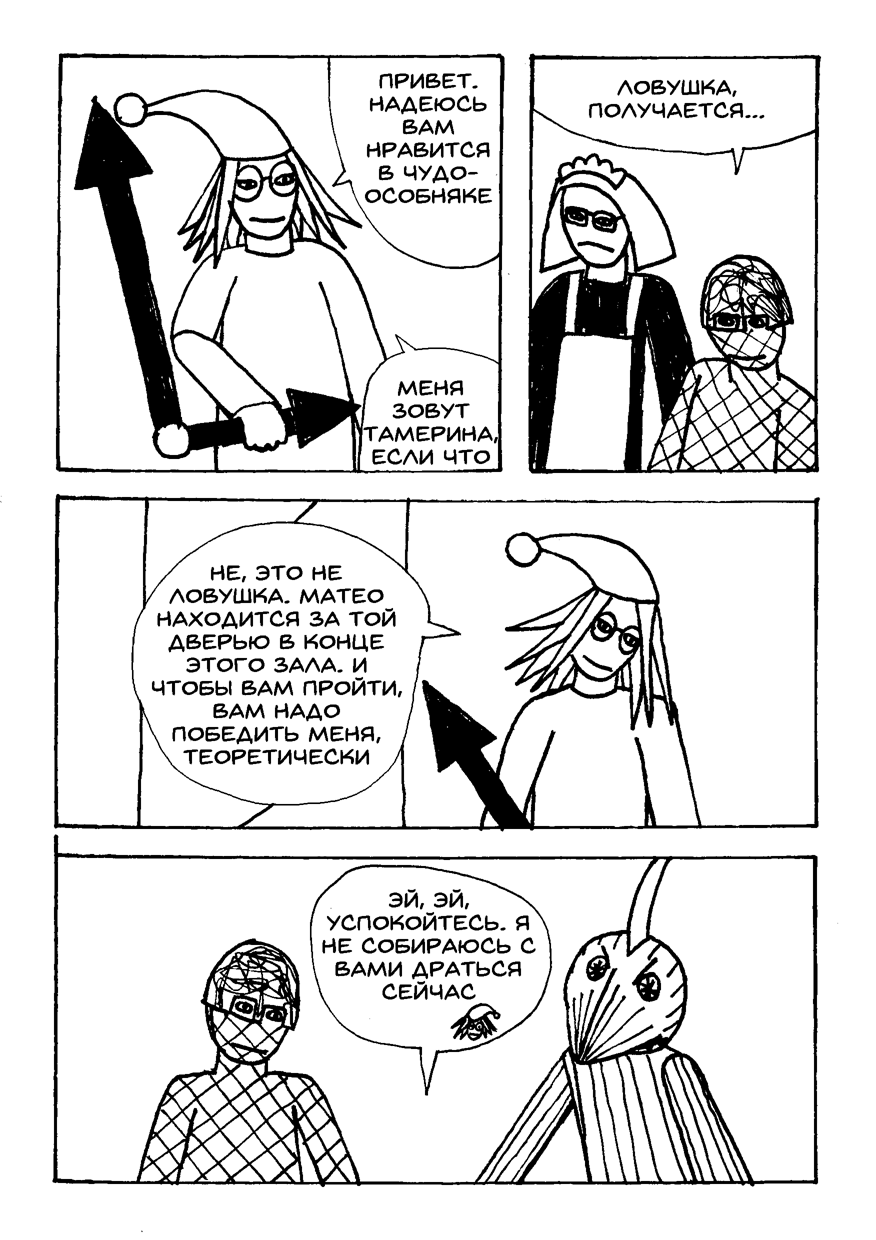 ПРИВЕТ.
НАДЕЮСЬ
ВАМ
НРАВИТСЯ
В ЧУДО-
ОСОБНЯКЕ
МЕНЯ
ЗОВУТ
ТАМЕРИНА,
ЕСЛИ ЧТО
ЛОВУШКА,
ПОЛУЧАЕТСЯ...
НЕ, ЭТО НЕ
ЛОВУШКА. МАТЕО
НАХОДИТСЯ ЗА ТОЙ
ДВЕРЬЮ В КОНЦЕ
ЭТОГО ЗАЛА. И
ЧТОБЫ ВАМ ПРОЙТИ,
ВАМ НАДО
ПОБЕДИТЬ МЕНЯ,
ТЕОРЕТИЧЕСКИ
ЭЙ, ЭЙ,
УСПОКОЙТЕСЬ. Я
НЕ СОБИРАЮСЬ С
ВАМИ ДРАТЬСЯ
СЕЙЧАС